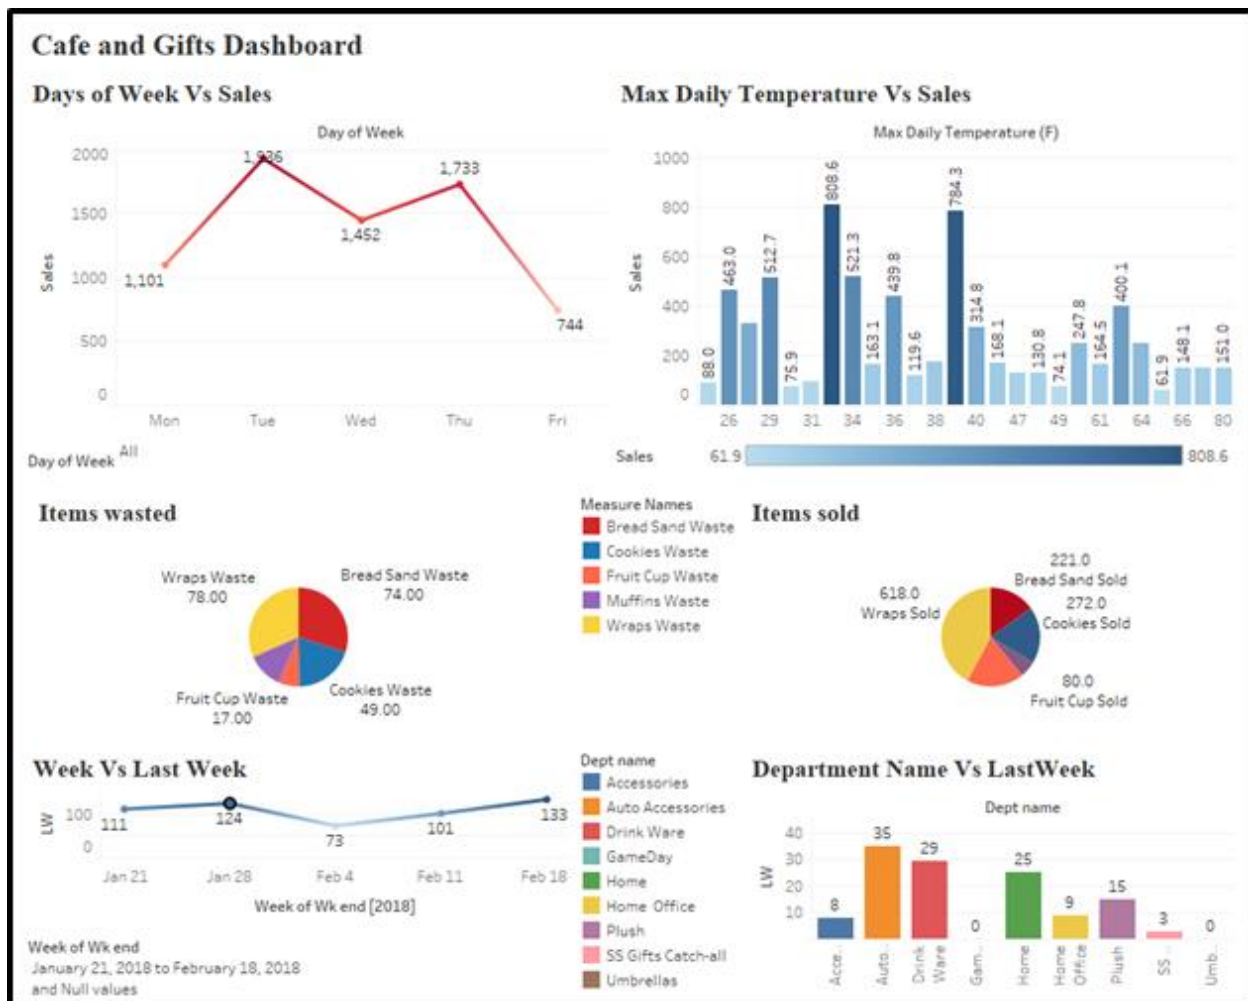 Cafe and Gifts Dashboard
Days of Week Vs Sales
Day of Week
2000
1500
1000
500
0
Sales
1,101
1,936
1,452
1,733
744
Mon Tue Wed Thu Fri
Day of Week All
Max Daily Temperature Vs Sales
Max Daily Temperature (F)
1000
800
600
400
200
0
Sales
88.0 463.0 512.7 75.9 808.6 521.3 163.1 439.8 119.6 784.3 314.8 168.1 130.8 74.1 247.8 164.5 400.1 61.9 148.1 151.0
26 29 31 34 36 38 40 47 49 61 64 66 80
Sales 61.9 808.6
Items wasted
Wraps Waste
78.00
Bread Sand Waste
74.00
Fruit Cup Waste
17.00
Cookies Waste
49.00
Measure Names
Bread Sand Waste
Cookies Waste
Fruit Cup Waste
Muffins Waste
Wraps Waste
Items sold
221.0
Bread Sand Sold
618.0
Wraps Sold
272.0
Cookies Sold
80.0
Fruit Cup Sold
Week Vs Last Week
LW
100
0
111 124 73 101 133
Jan 21 Jan 28 Feb 4 Feb 11 Feb 18
Week of Wk end [2018]
Week of Wk end
January 21, 2018 to February 18, 2018
and Null values
Dept name
Accessories
Auto Accessories
Drink Ware
GameDay
Home
Home Office
Plush
SS Gifts Catch-all
Umbrellas
Department Name Vs LastWeek
Dept name
40
30
20
10
LW
8 35 29 0 25 9 15 3 0
Acce..
Auto..
Drink
Ware
Gam..
Home
Home
Office
Plush
SS ..
Umb..